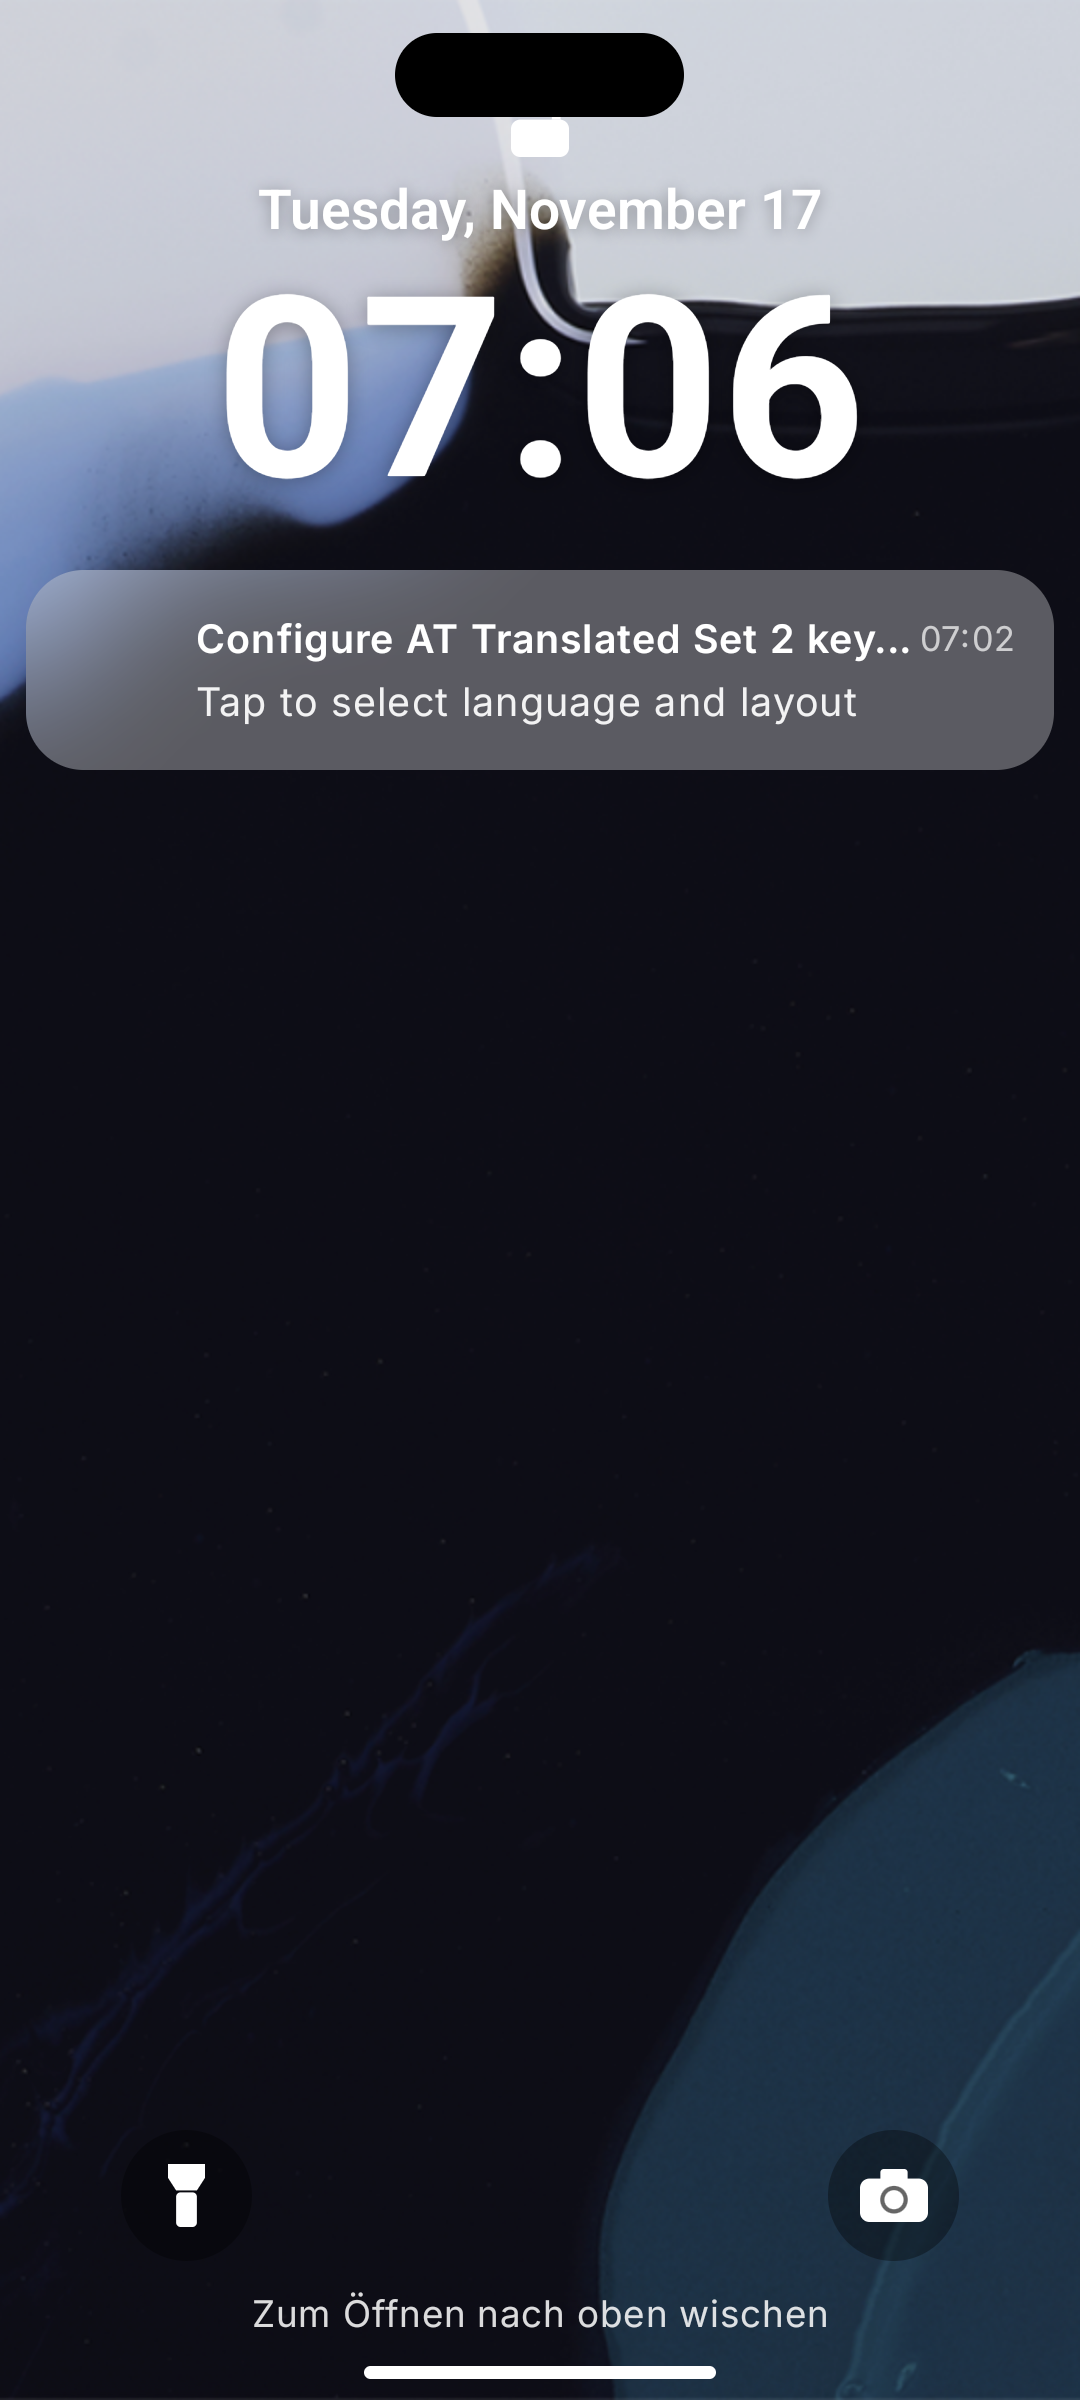 Tuesday, November 17
07:06
Configure AT Translated Set 2 key... 07:02
Tap to select language and layout
Zum Öffnen nach oben wischen